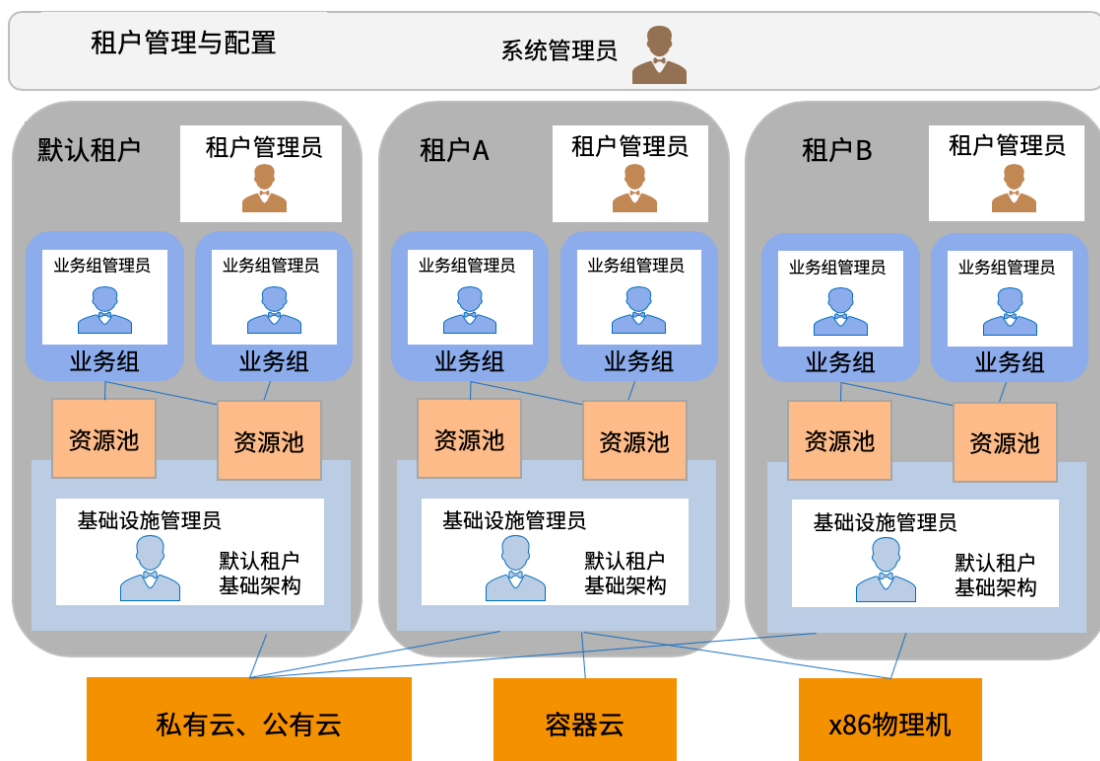 租户管理与配置
系统管理员
默认租户
租户管理员
租户A
租户管理员
租户B
租户管理员
业务组管理员
业务组
业务组管理员
业务组
业务组管理员
业务组
业务组管理员
业务组
业务组管理员
业务组
业务组管理员
业务组
资源池
资源池
资源池
资源池
资源池
资源池
基础设施管理员
默认租户
基础架构
基础设施管理员
默认租户
基础架构
基础设施管理员
默认租户
基础架构
私有云、公有云
容器云
x86物理机